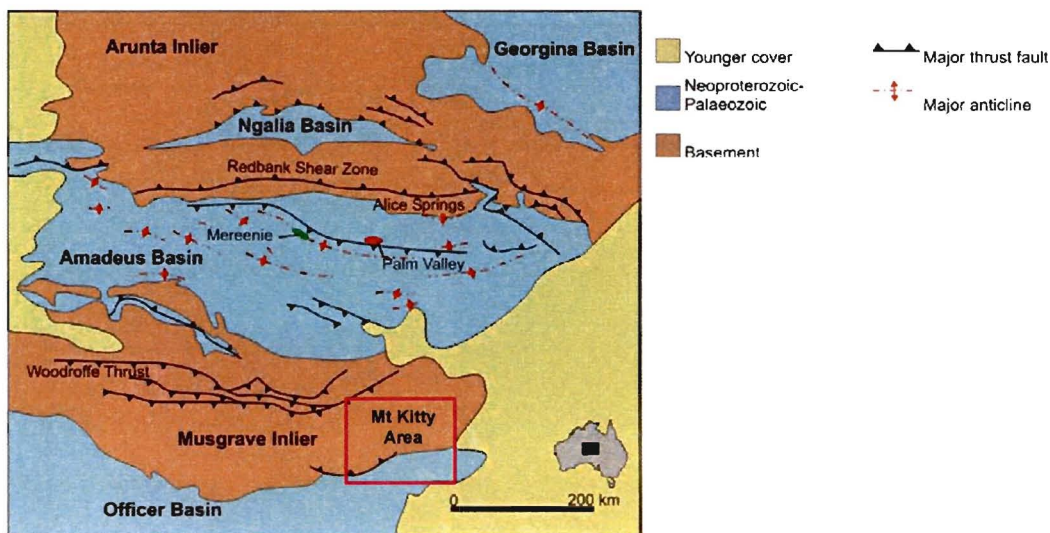 Arunta Inlier
Georgina Basin
Ngalia Basin
Redbank Shear Zone
Alice Springs
Mereenie
Amadeus Basin
Palm Valley
Woodroffe Thrust
Mt Kitty
Area
Musgrave Inlier
Officer Basin
0
200 km
Younger cover
Neoproterozoic-
Palaeozoic
Basement
Major thrust fault
Major anticline